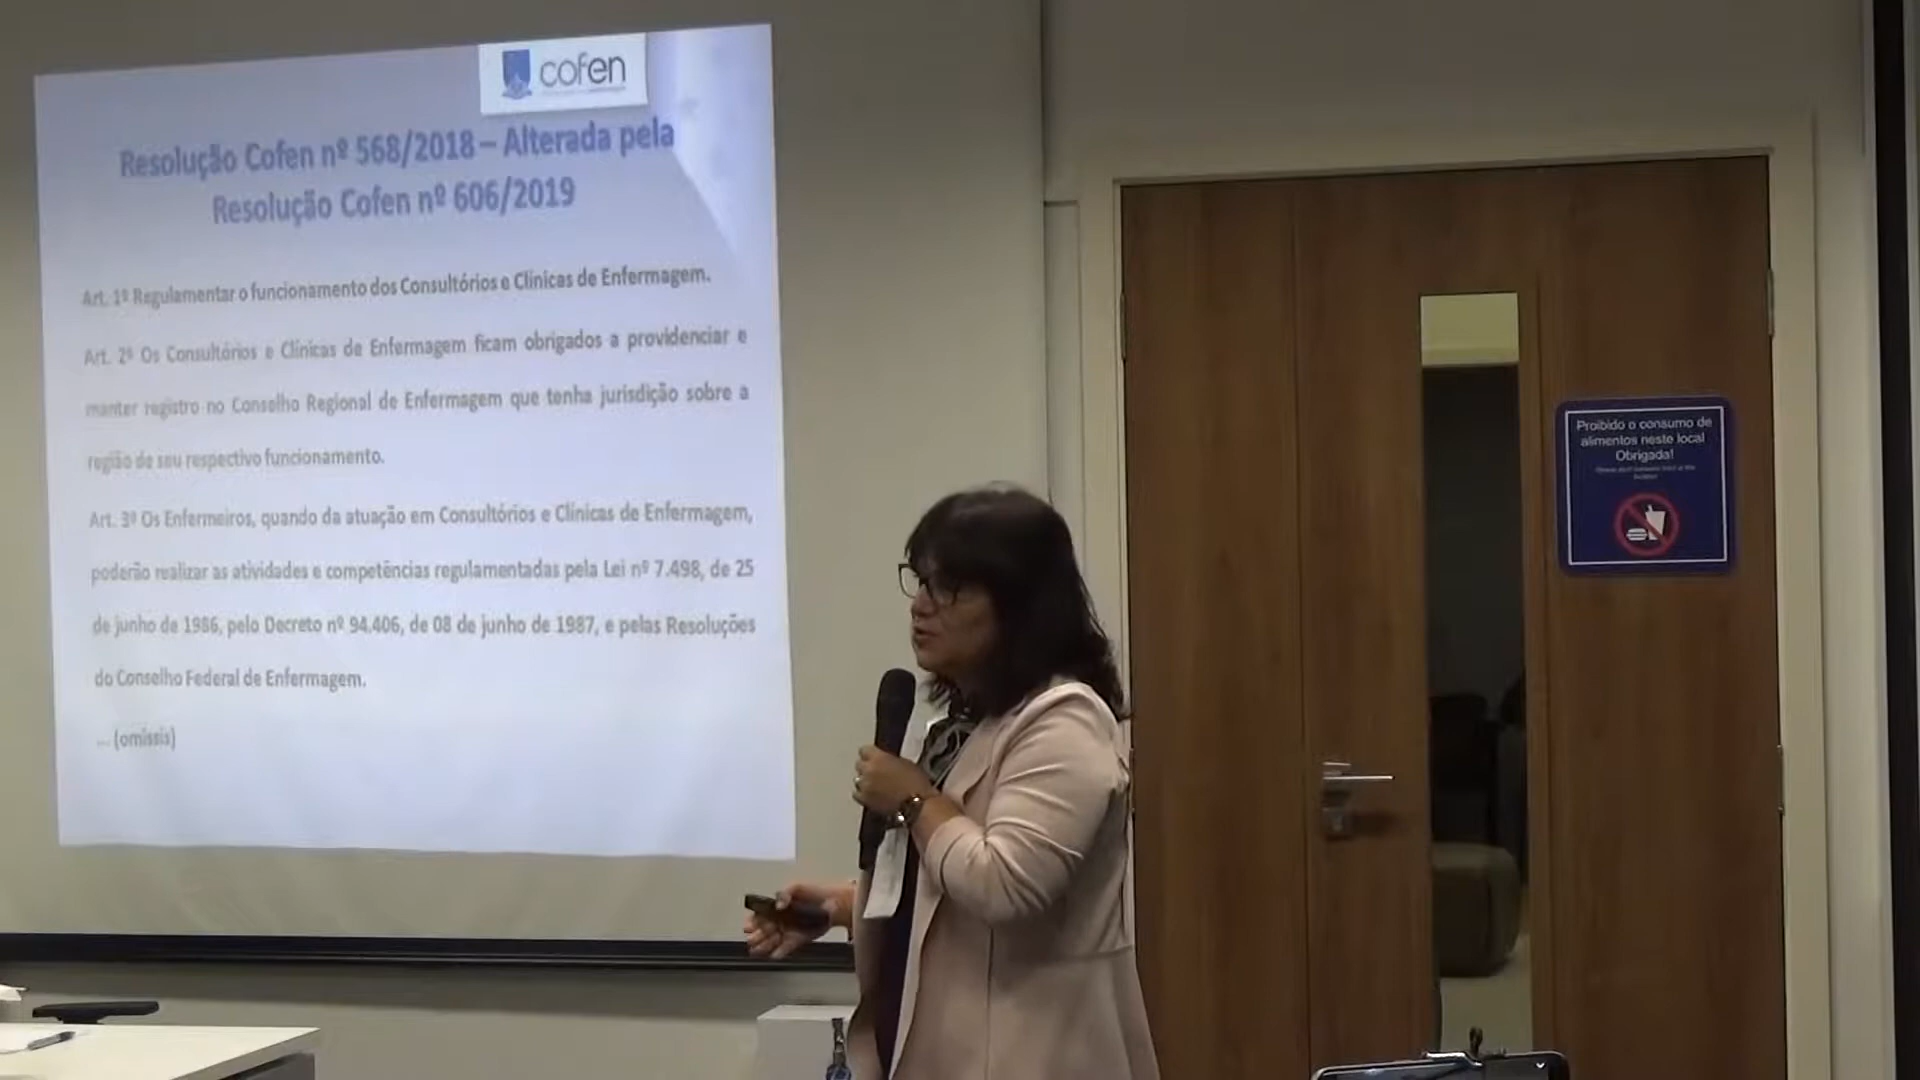 cofen
Resolução Cofen nº 568/2018 – Alterada pela
Resolução Cofen nº 606/2019
Art. 1º Regulamentar o funcionamento dos Consultórios e Clínicas de Enfermagem.
Art. 2º Os Consultórios e Clínicas de Enfermagem ficam obrigados a providenciar e
manter registro no Conselho Regional de Enfermagem que tenha jurisdição sobre a
região de seu respectivo funcionamento.
Art. 3º Os Enfermeiros, quando da atuação em Consultórios e Clínicas de Enfermagem,
poderão realizar as atividades e competências regulamentadas pela Lei nº 7.498, de 25
de junho de 1986, pelo Decreto nº 94.406, de 08 de junho de 1987, e pelas Resoluções
do Conselho Federal de Enfermagem.
... (omissis)
Proibido o consumo de
alimentos neste local
Obrigada!